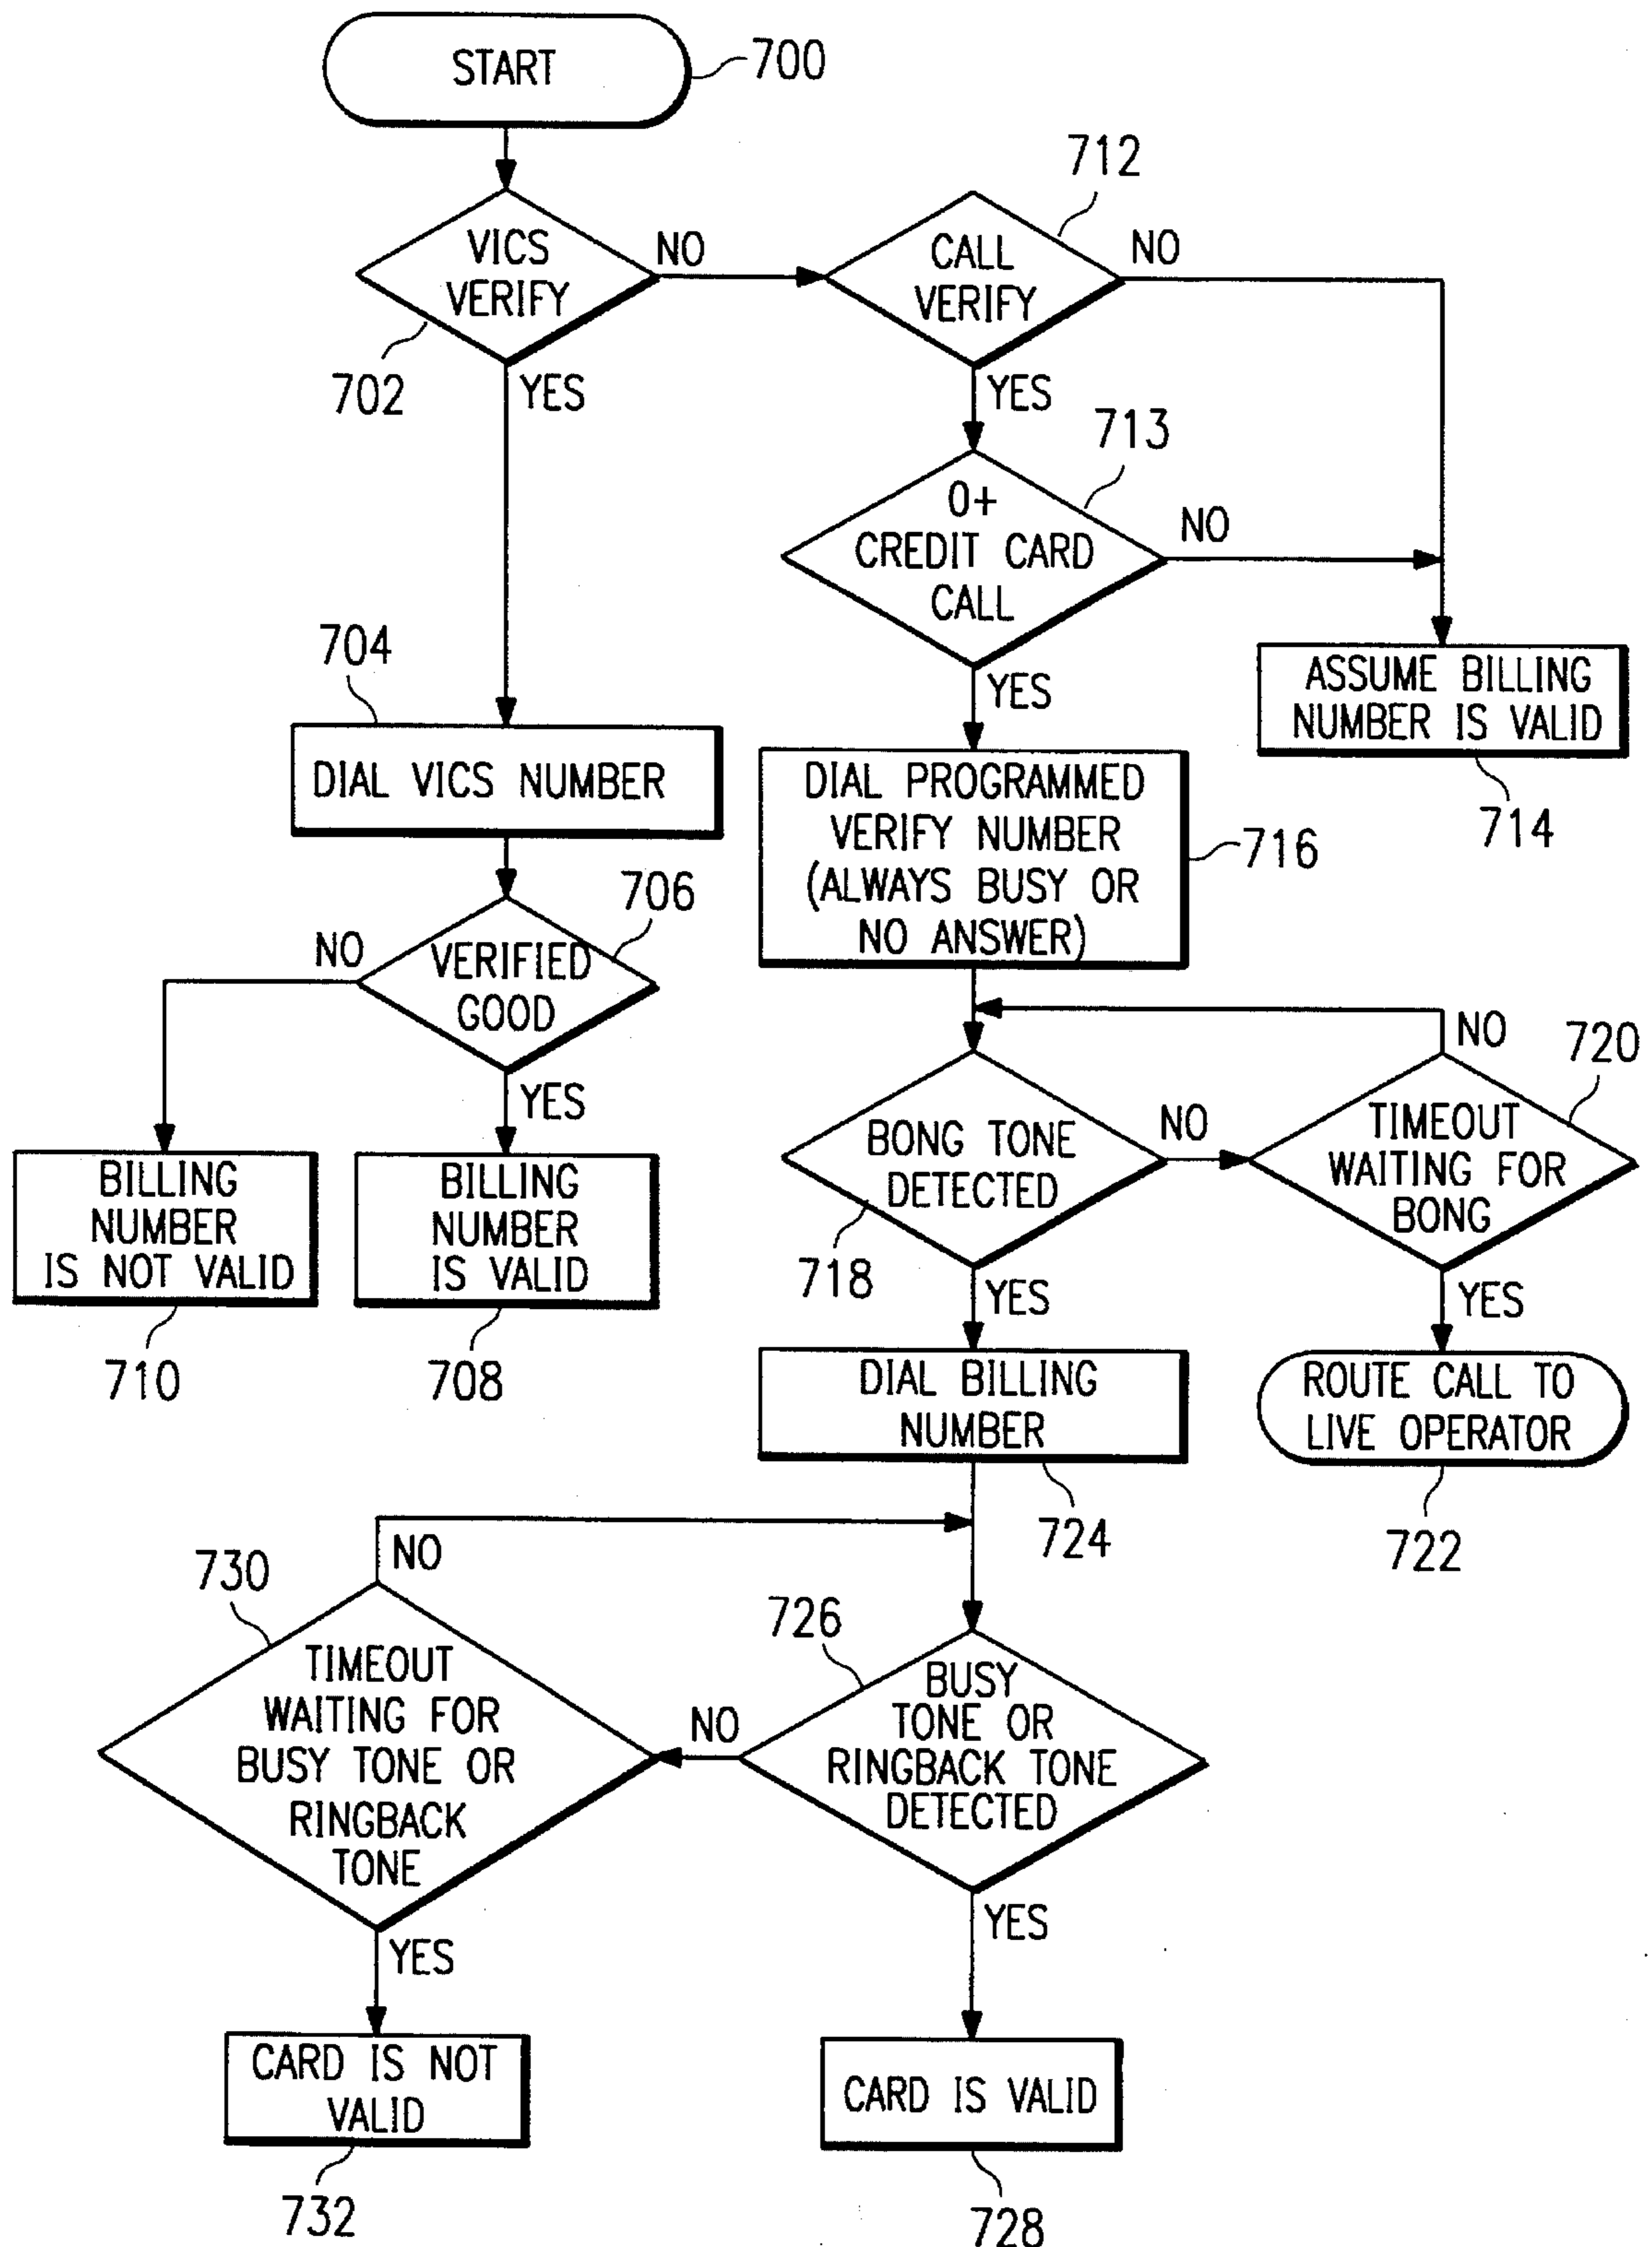 START
700
712
VICS
VERIFY
NO
CALL
VERIFY
NO
702
YES
YES
713
0+
CREDIT CARD
CALL
NO
704
YES
ASSUME BILLING
NUMBER IS VALID
714
DIAL VICS NUMBER
DIAL PROGRAMMED
VERIFY NUMBER
(ALWAYS BUSY OR
NO ANSWER)
716
706
NO
VERIFIED
GOOD
YES
NO
720
BILLING
NUMBER
IS NOT VALID
710
BILLING
NUMBER
IS VALID
708
BONG TONE
DETECTED
NO
718
YES
TIMEOUT
WAITING FOR
BONG
YES
DIAL BILLING
NUMBER
724
ROUTE CALL TO
LIVE OPERATOR
722
NO
730
TIMEOUT
WAITING FOR
BUSY TONE OR
RINGBACK
TONE
NO
726
BUSY
TONE OR
RINGBACK TONE
DETECTED
YES
YES
CARD IS NOT
VALID
732
CARD IS VALID
728